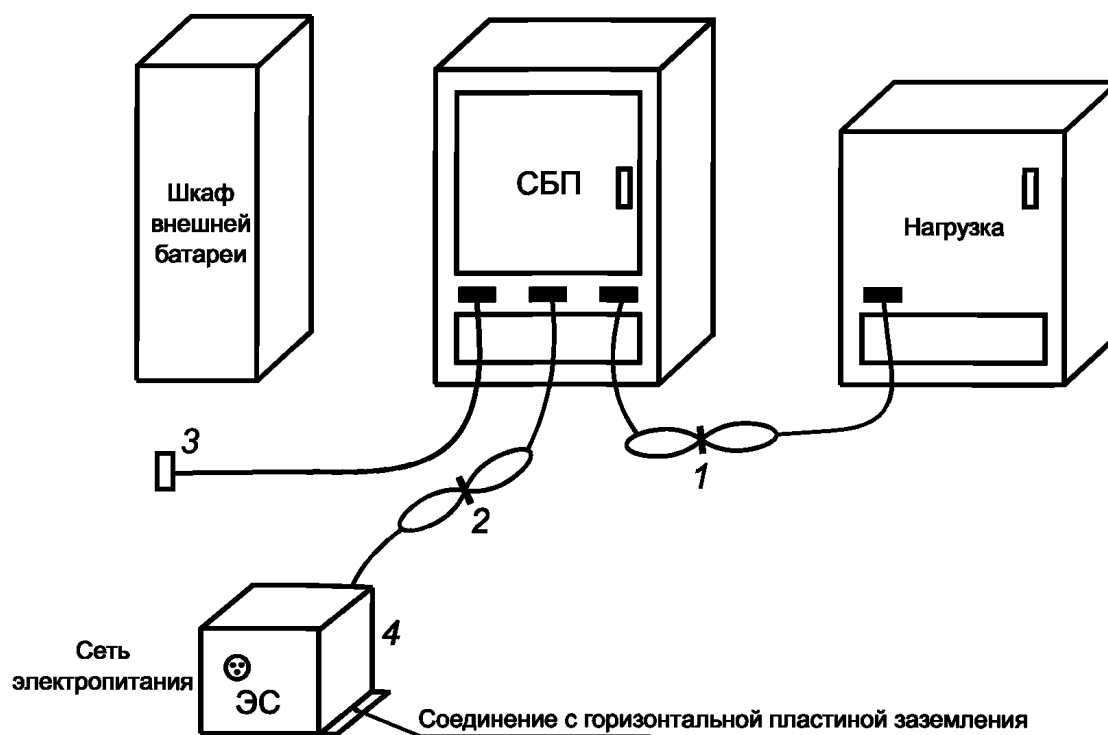 Шкаф
внешней
батареи
СБП
Нагрузка
3
1
2
4
Сеть
электропитания
ЭС
Соединение с горизонтальной пластиной заземления